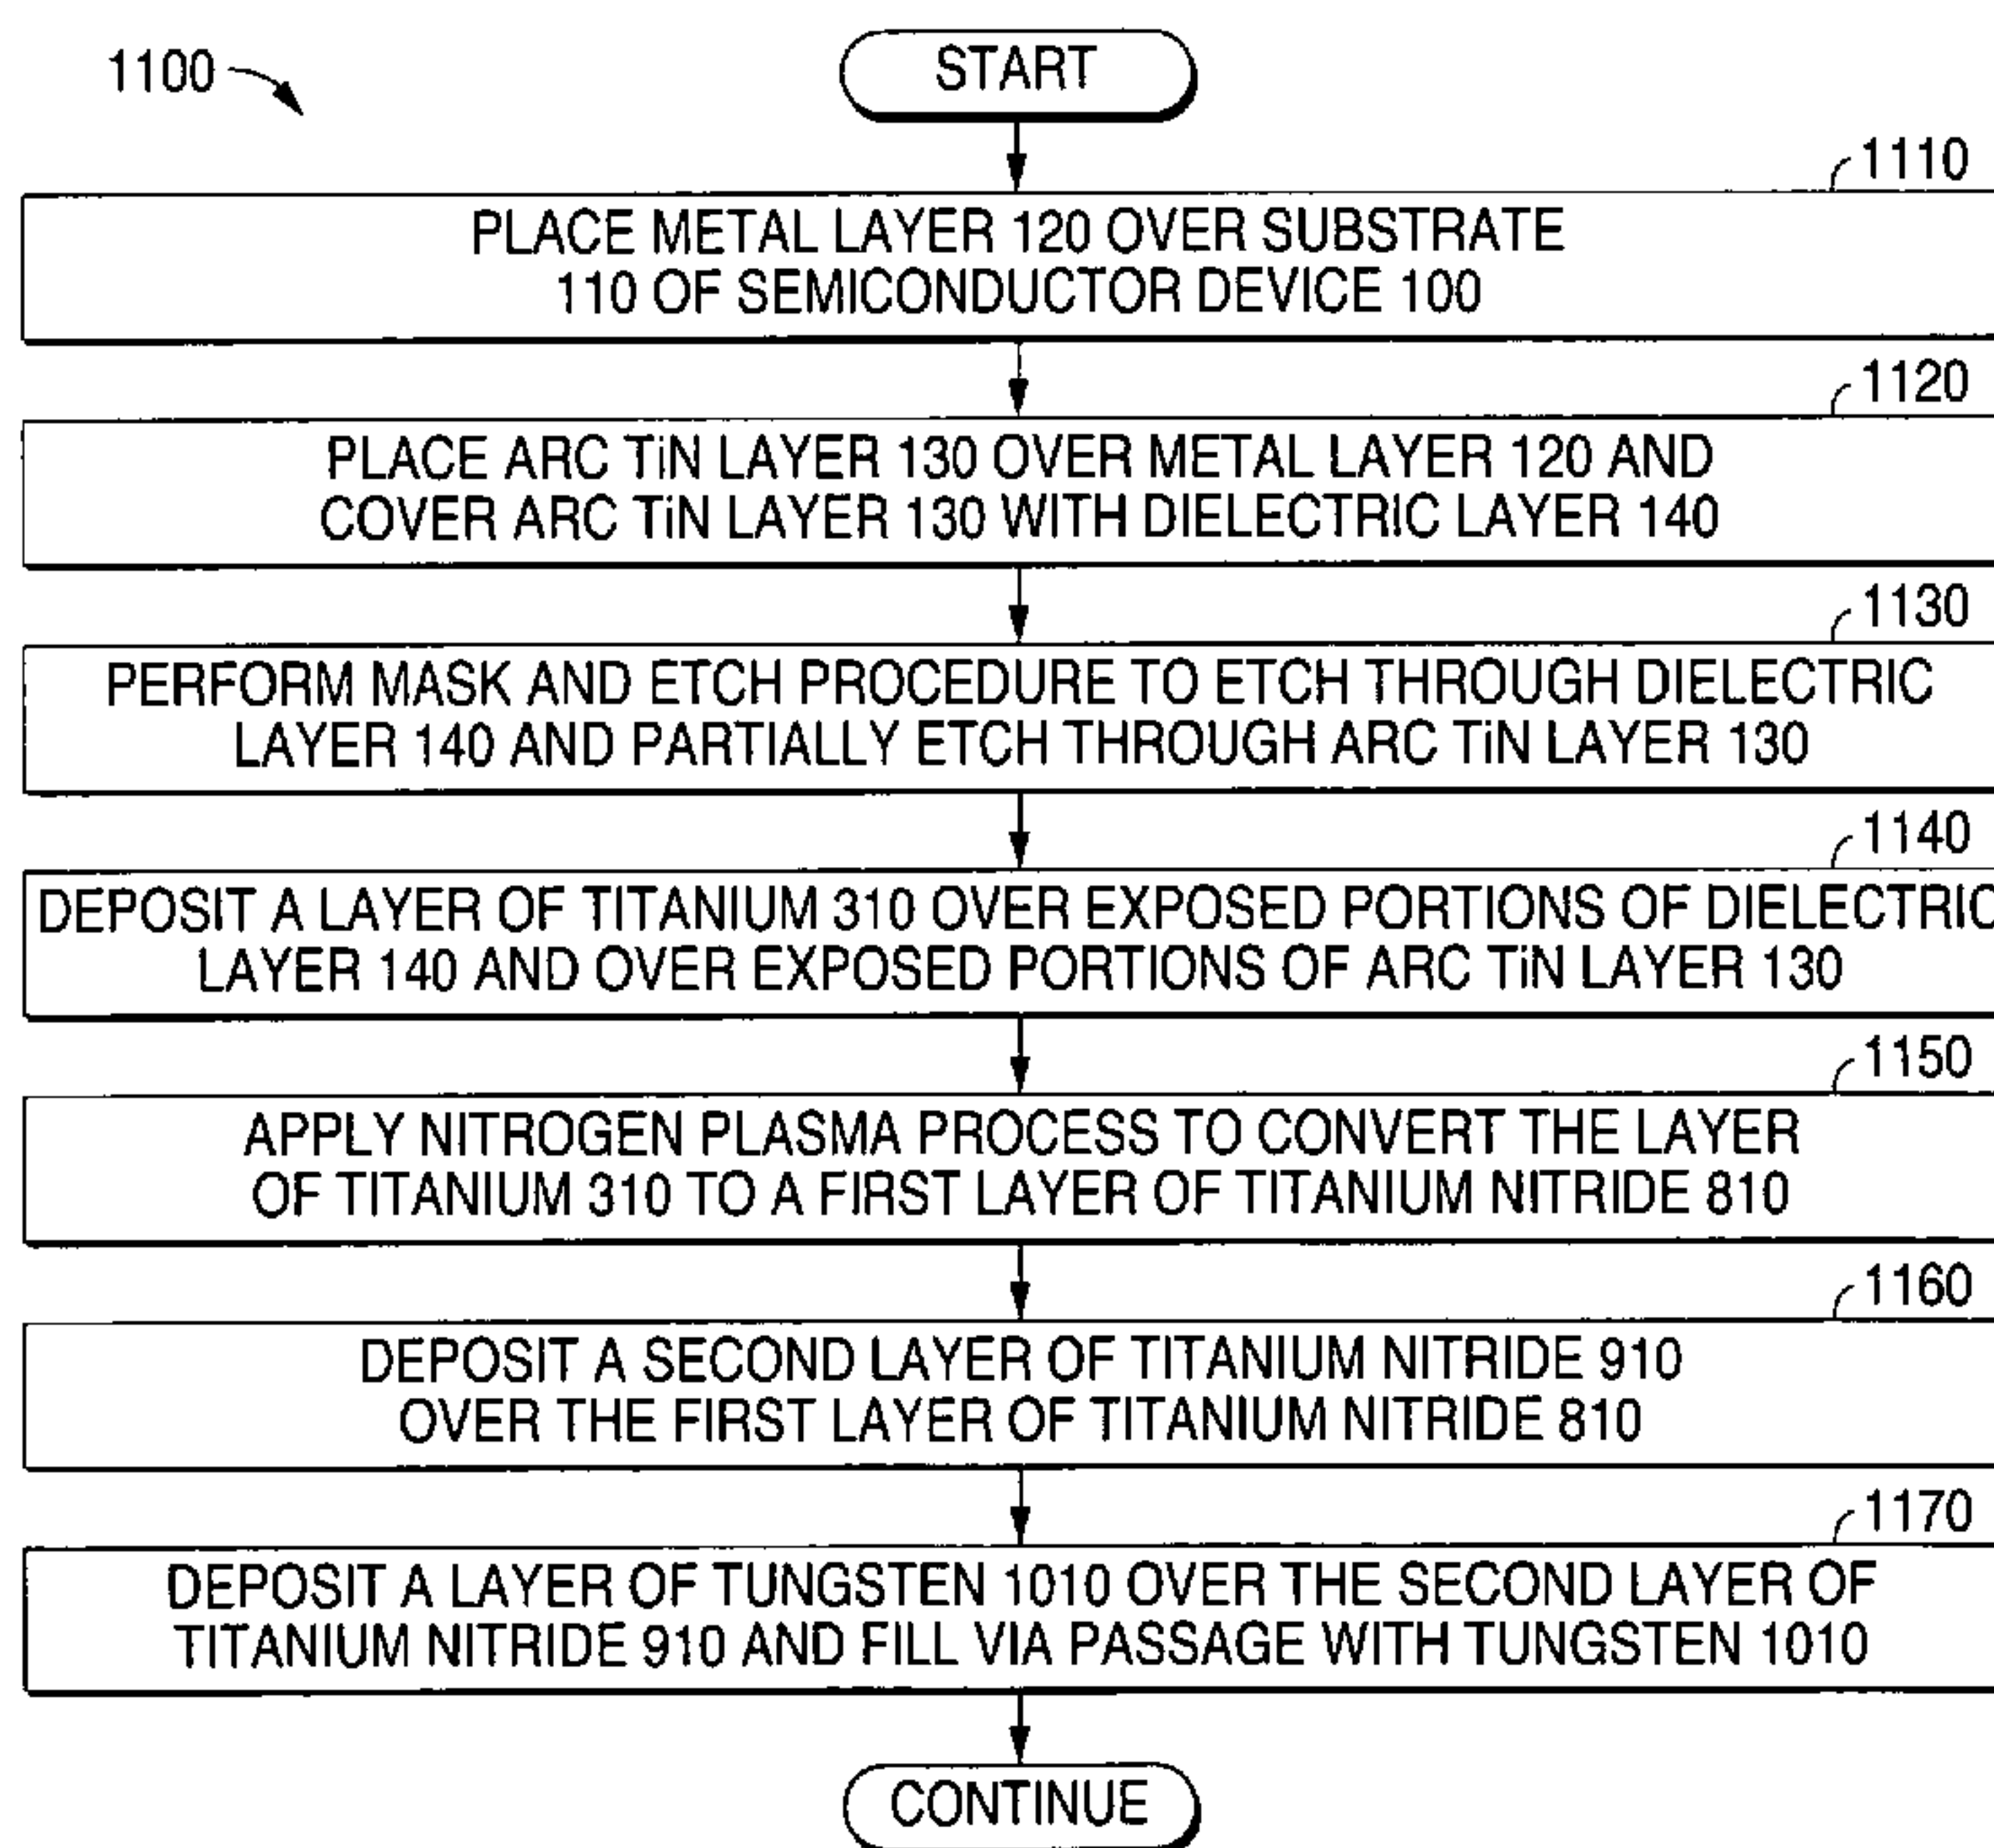 1100
START
1110
PLACE METAL LAYER 120 OVER SUBSTRATE
110 OF SEMICONDUCTOR DEVICE 100
1120
PLACE ARC TiN LAYER 130 OVER METAL LAYER 120 AND
COVER ARC TiN LAYER 130 WITH DIELECTRIC LAYER 140
1130
PERFORM MASK AND ETCH PROCEDURE TO ETCH THROUGH DIELECTRIC
LAYER 140 AND PARTIALLY ETCH THROUGH ARC TiN LAYER 130
1140
DEPOSIT A LAYER OF TITANIUM 310 OVER EXPOSED PORTIONS OF DIELECTRIC
LAYER 140 AND OVER EXPOSED PORTIONS OF ARC TiN LAYER 130
1150
APPLY NITROGEN PLASMA PROCESS TO CONVERT THE LAYER
OF TITANIUM 310 TO A FIRST LAYER OF TITANIUM NITRIDE 810
1160
DEPOSIT A SECOND LAYER OF TITANIUM NITRIDE 910
OVER THE FIRST LAYER OF TITANIUM NITRIDE 810
1170
DEPOSIT A LAYER OF TUNGSTEN 1010 OVER THE SECOND LAYER OF
TITANIUM NITRIDE 910 AND FILL VIA PASSAGE WITH TUNGSTEN 1010
CONTINUE